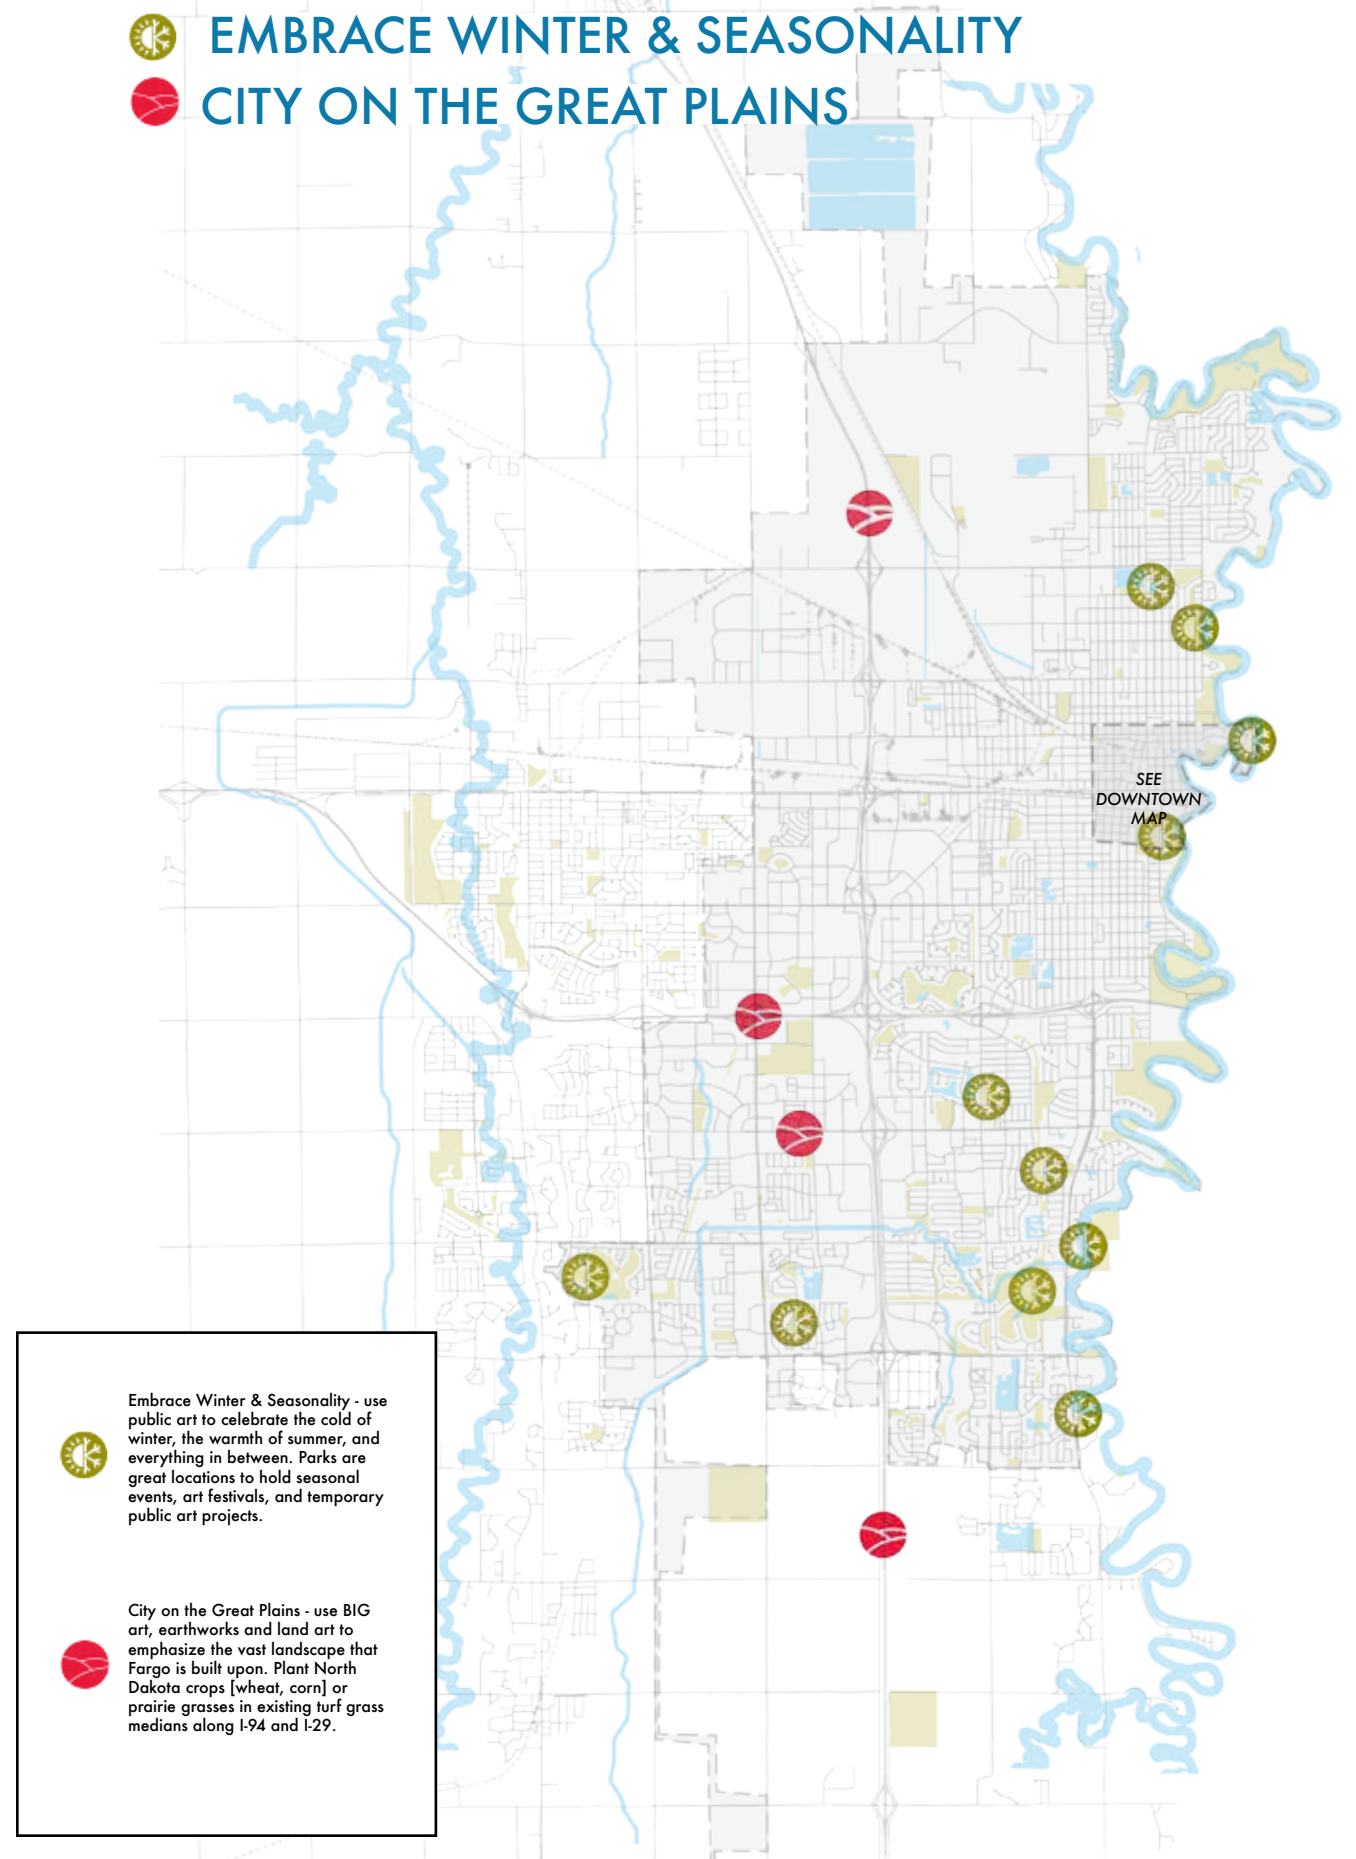 EMBRACE WINTER & SEASONALITY
CITY ON THE GREAT PLAINS
SEE
DOWNTOWN
MAP
Embrace Winter & Seasonality - use
public art to celebrate the cold of
winter, the warmth of summer, and
everything in between. Parks are
great locations to hold seasonal
events, art festivals, and temporary
public art projects.
City on the Great Plains - use BIG
art, earthworks and land art to
emphasize the vast landscape that
Fargo is built upon. Plant North
Dakota crops [wheat, corn] or
prairie grasses in existing turf grass
medians along I-94 and I-29.